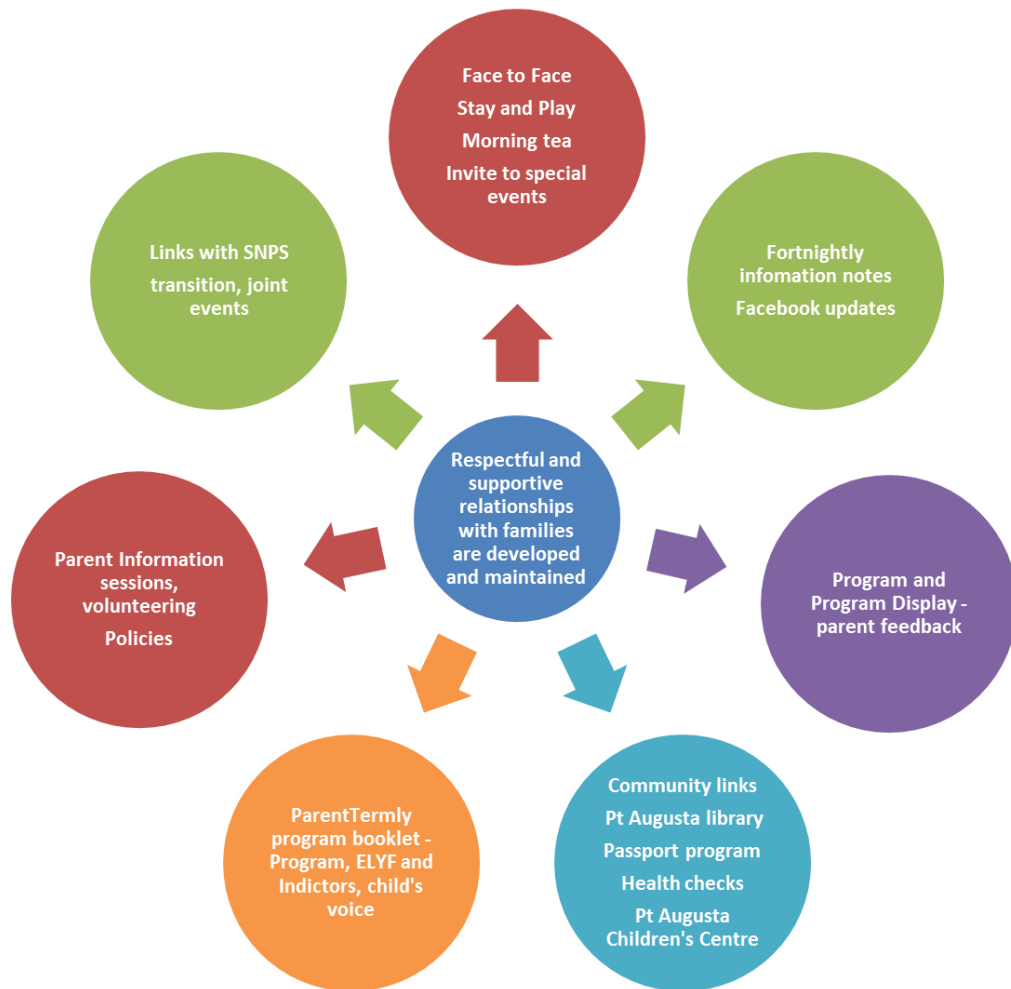 Face to Face
Stay and Play
Morning tea
Invite to special
events
Fortnightly
infomation notes
Facebook updates
Program and
Program Display -
parent feedback
Community links
Pt Augusta library
Passport program
Health checks
Pt Augusta
Children's Centre
ParentTermly
program booklet -
Program, ELYF and
Indictors, child's
voice
Parent Information
sessions,
volunteering
Policies
Links with SNPS
transition, joint
events
Respectful and
supportive
relationships
with families
are developed
and maintained